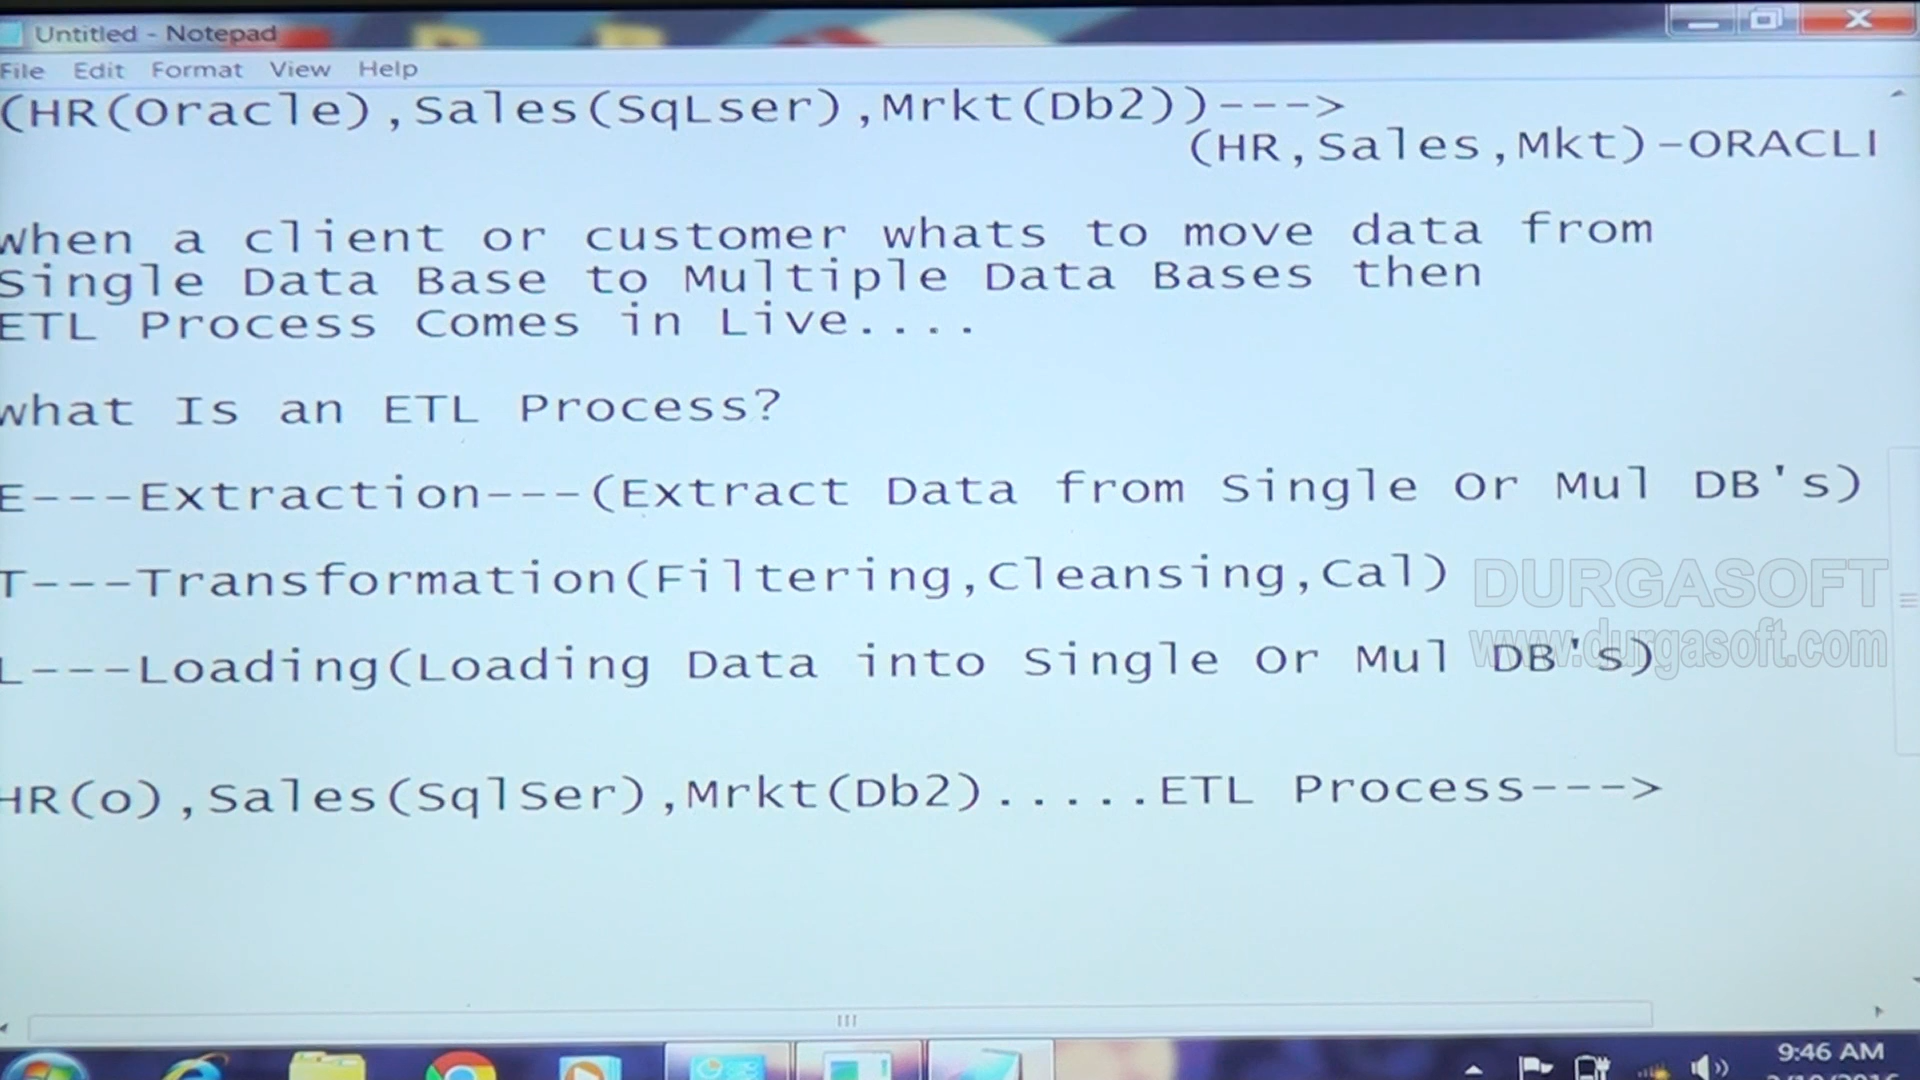 Untitled - Notepad
File Edit Format View Help
(HR(Oracle),Sales(SqLser),Mrkt(Db2))--->
(HR,Sales,Mkt)-ORACLI
When a client or customer whats to move data from
Single Data Base to Multiple Data Bases then
ETL Process Comes in Live....
What Is an ETL Process?
E---Extraction---(Extract Data from Single Or Mul DB's)
T---Transformation(Filtering,Cleansing,Cal)
L---Loading(Loading Data into Single Or Mul DB's)
DURGASOFT
www.durgasoft.com
HR(o),Sales(SqlSer),Mrkt(Db2).....ETL Process--->
9:46 AM